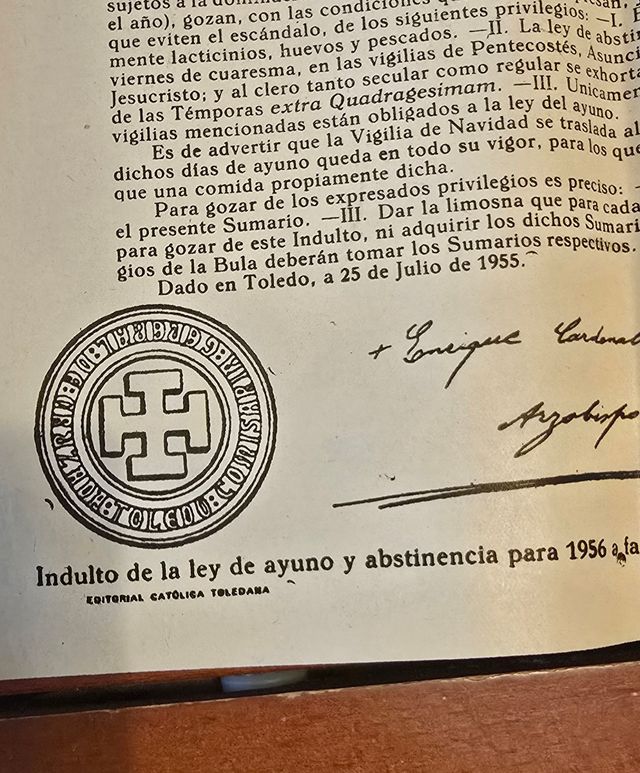 sujetos a la
el año), gozan, con las condiciones
que eviten el escándalo, de los siguientes privilegios: —I.
mente lacticinios, huevos y pescados. —II. La ley de
viernes de cuaresma, en las vigilias de Pentecostés,
Jesucristo; y al clero tanto secular como regular se
de las Témporas extra Quadragesimam. —III.
vigilias mencionadas están obligados a la ley del ayuno.
Es de advertir que la Vigilia de Navidad se traslada al
dichos días de ayuno queda en todo su vigor, para los que
que una comida propiamente dicha.
Para gozar de los expresados privilegios es preciso:
el presente Sumario. —III. Dar la limosna que para cada
para gozar de este Indulto, ni adquirir los dichos
gios de la Bula deberán tomar los Sumarios respectivos.
Dado en Toledo, a 25 de Julio de 1955.
+ Enrique Cardenal
Arzobispo
Indulto de la ley de ayuno y abstinencia para 1956 a
EDITORIAL CATÓLICA TOLEDANA